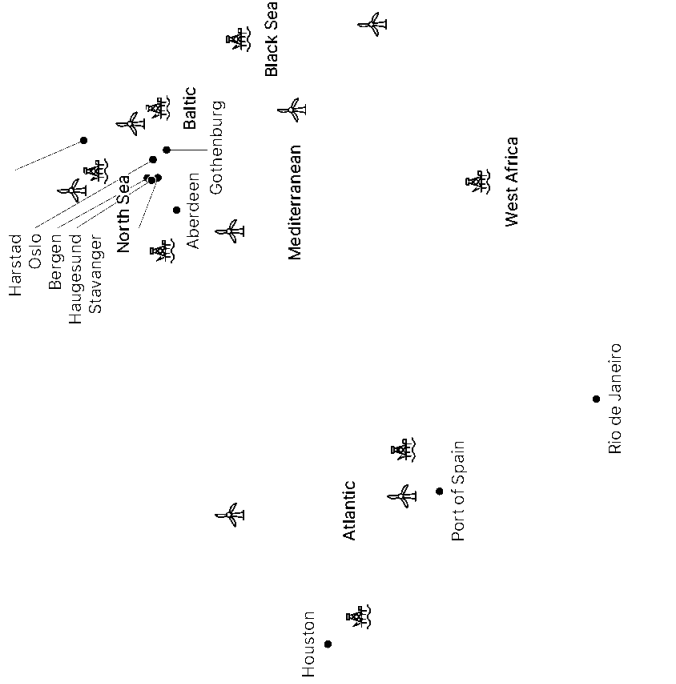 Harstad
Oslo
Bergen
Haugesund
Stavanger
North Sea
Baltic
Aberdeen
Gothenburg
Black Sea
Mediterranean
Houston
Atlantic
Port of Spain
West Africa
Rio de Janeiro